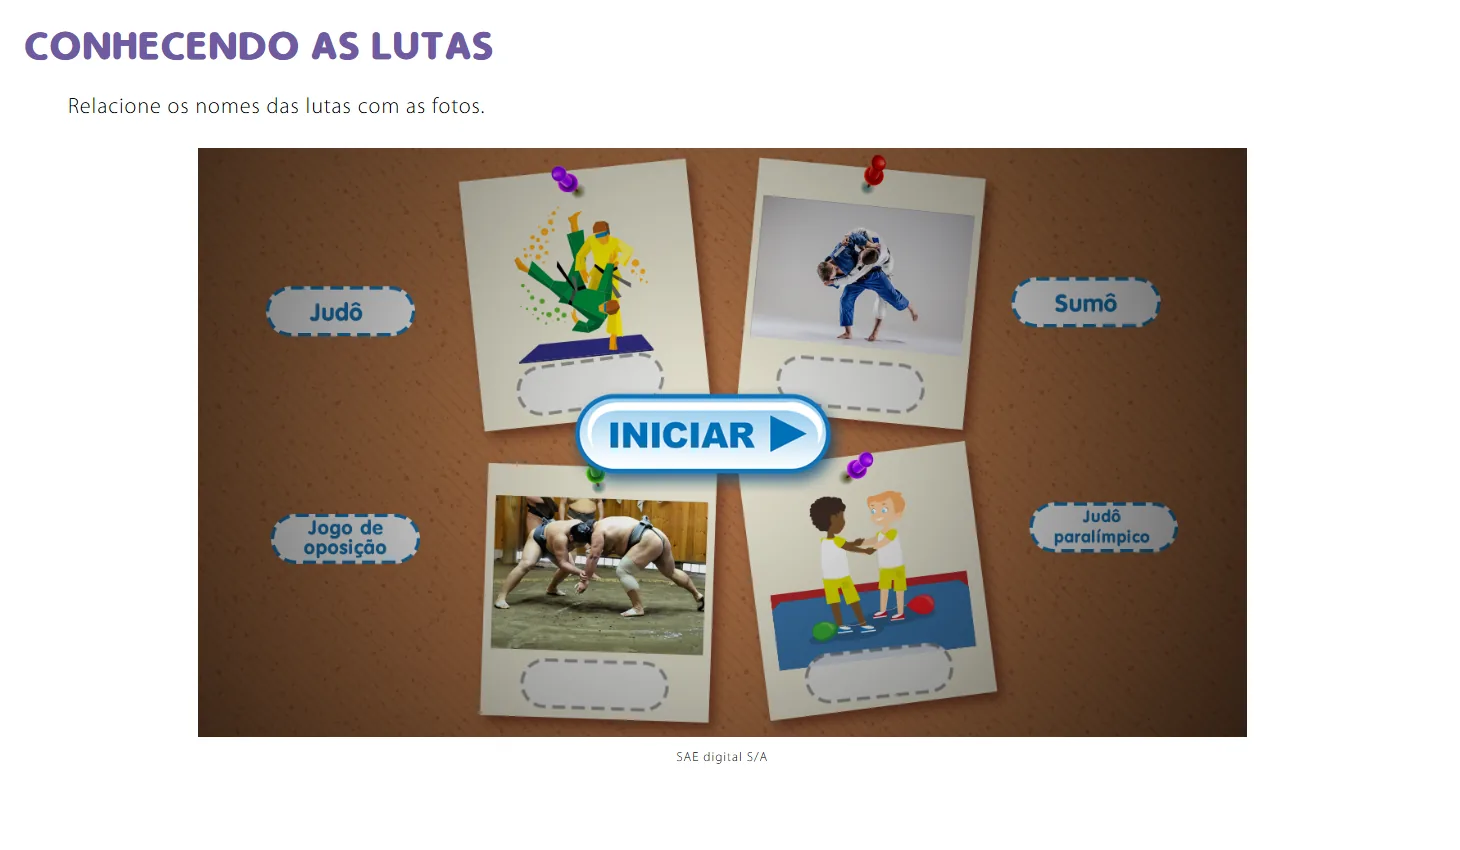 CONHECENDO AS LUTAS
Relacione os nomes das lutas com as fotos.
Judô
Sumô
INICIAR
Jogo de
oposição
Judô
paralímpico
SAE digital S/A